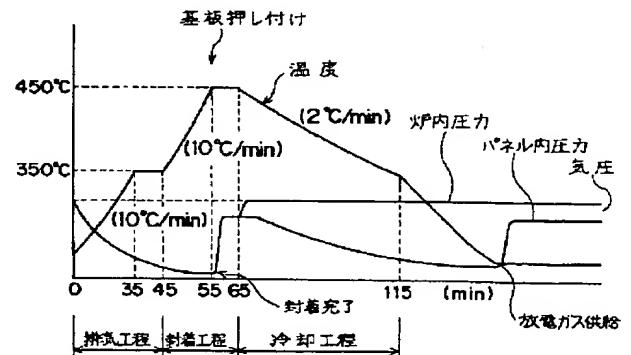 基板押し付け
450℃
温度
(2℃/min)
炉内圧力
(10℃/min)
パネル内圧力
350℃
気圧
(10℃/min)
0
35
45
55
65
115
(min)
封着完了
放電ガス供給
排気工程
封着工程
冷却工程